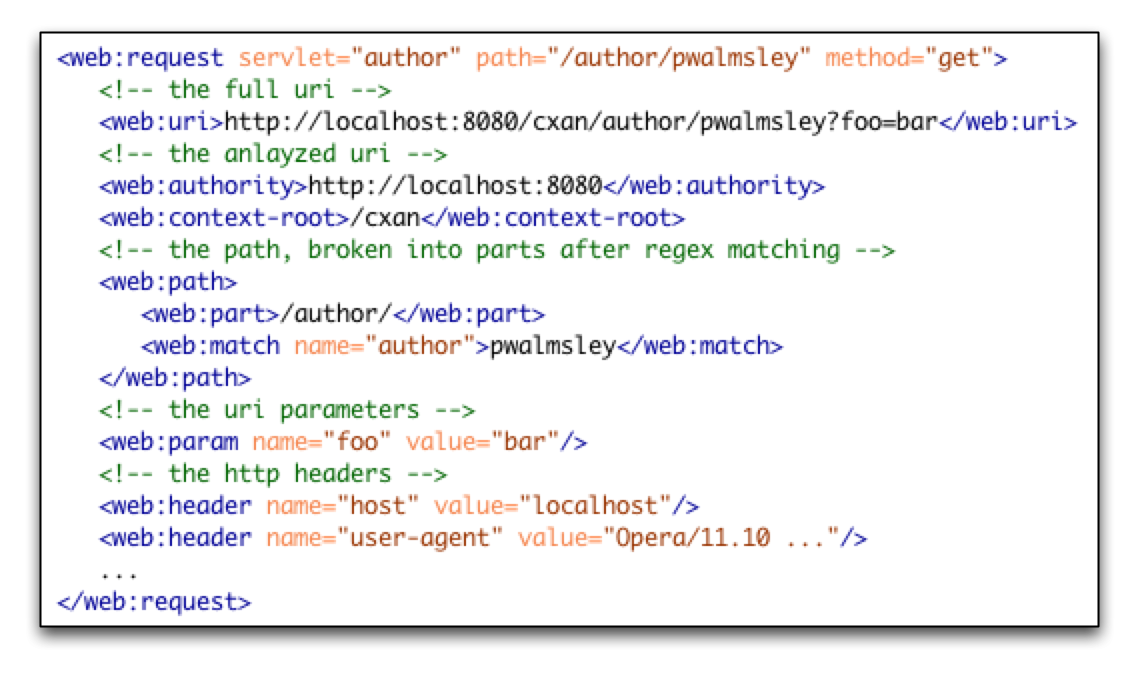 <web:request servlet="author" path="/author/pwalmsley" method="get">
<!-- the full uri -->
<web:uri>http://localhost:8080/cxan/author/pwalmsley?foo=bar</web:uri>
<!-- the anlayzed uri -->
<web:authority>http://localhost:8080</web:authority>
<web:context-root>/cxan</web:context-root>
<!-- the path, broken into parts after regex matching -->
<web:path>
<web:part>/author/</web:part>
<web:match name="author">pwalmsley</web:match>
</web:path>
<!-- the uri parameters -->
<web:param name="foo" value="bar"/>
<!-- the http headers -->
<web:header name="host" value="localhost"/>
<web:header name="user-agent" value="Opera/11.10 ..."/>
...
</web:request>